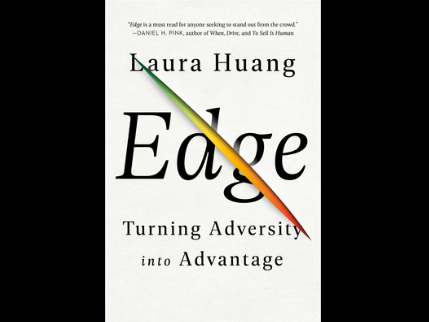 "Edge is a must read for anyone seeking to stand out from the crowd."
—DANIEL H. PINK, author of When, Drive, and To Sell Is Human
Laura Huang
Edge
Turning Adversity
into Advantage